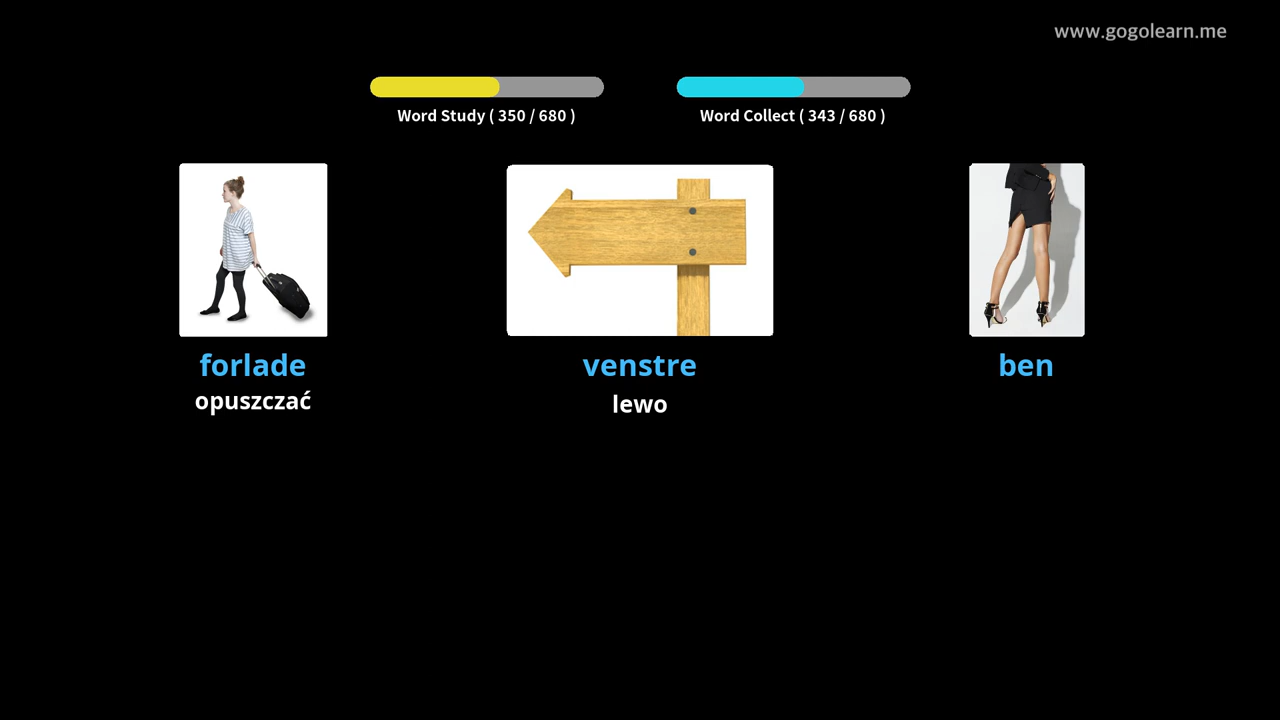 www.gogolearn.me
Word Study ( 350 / 680 )
Word Collect ( 343 / 680 )
forlade
opuszczać
venstre
lewo
ben